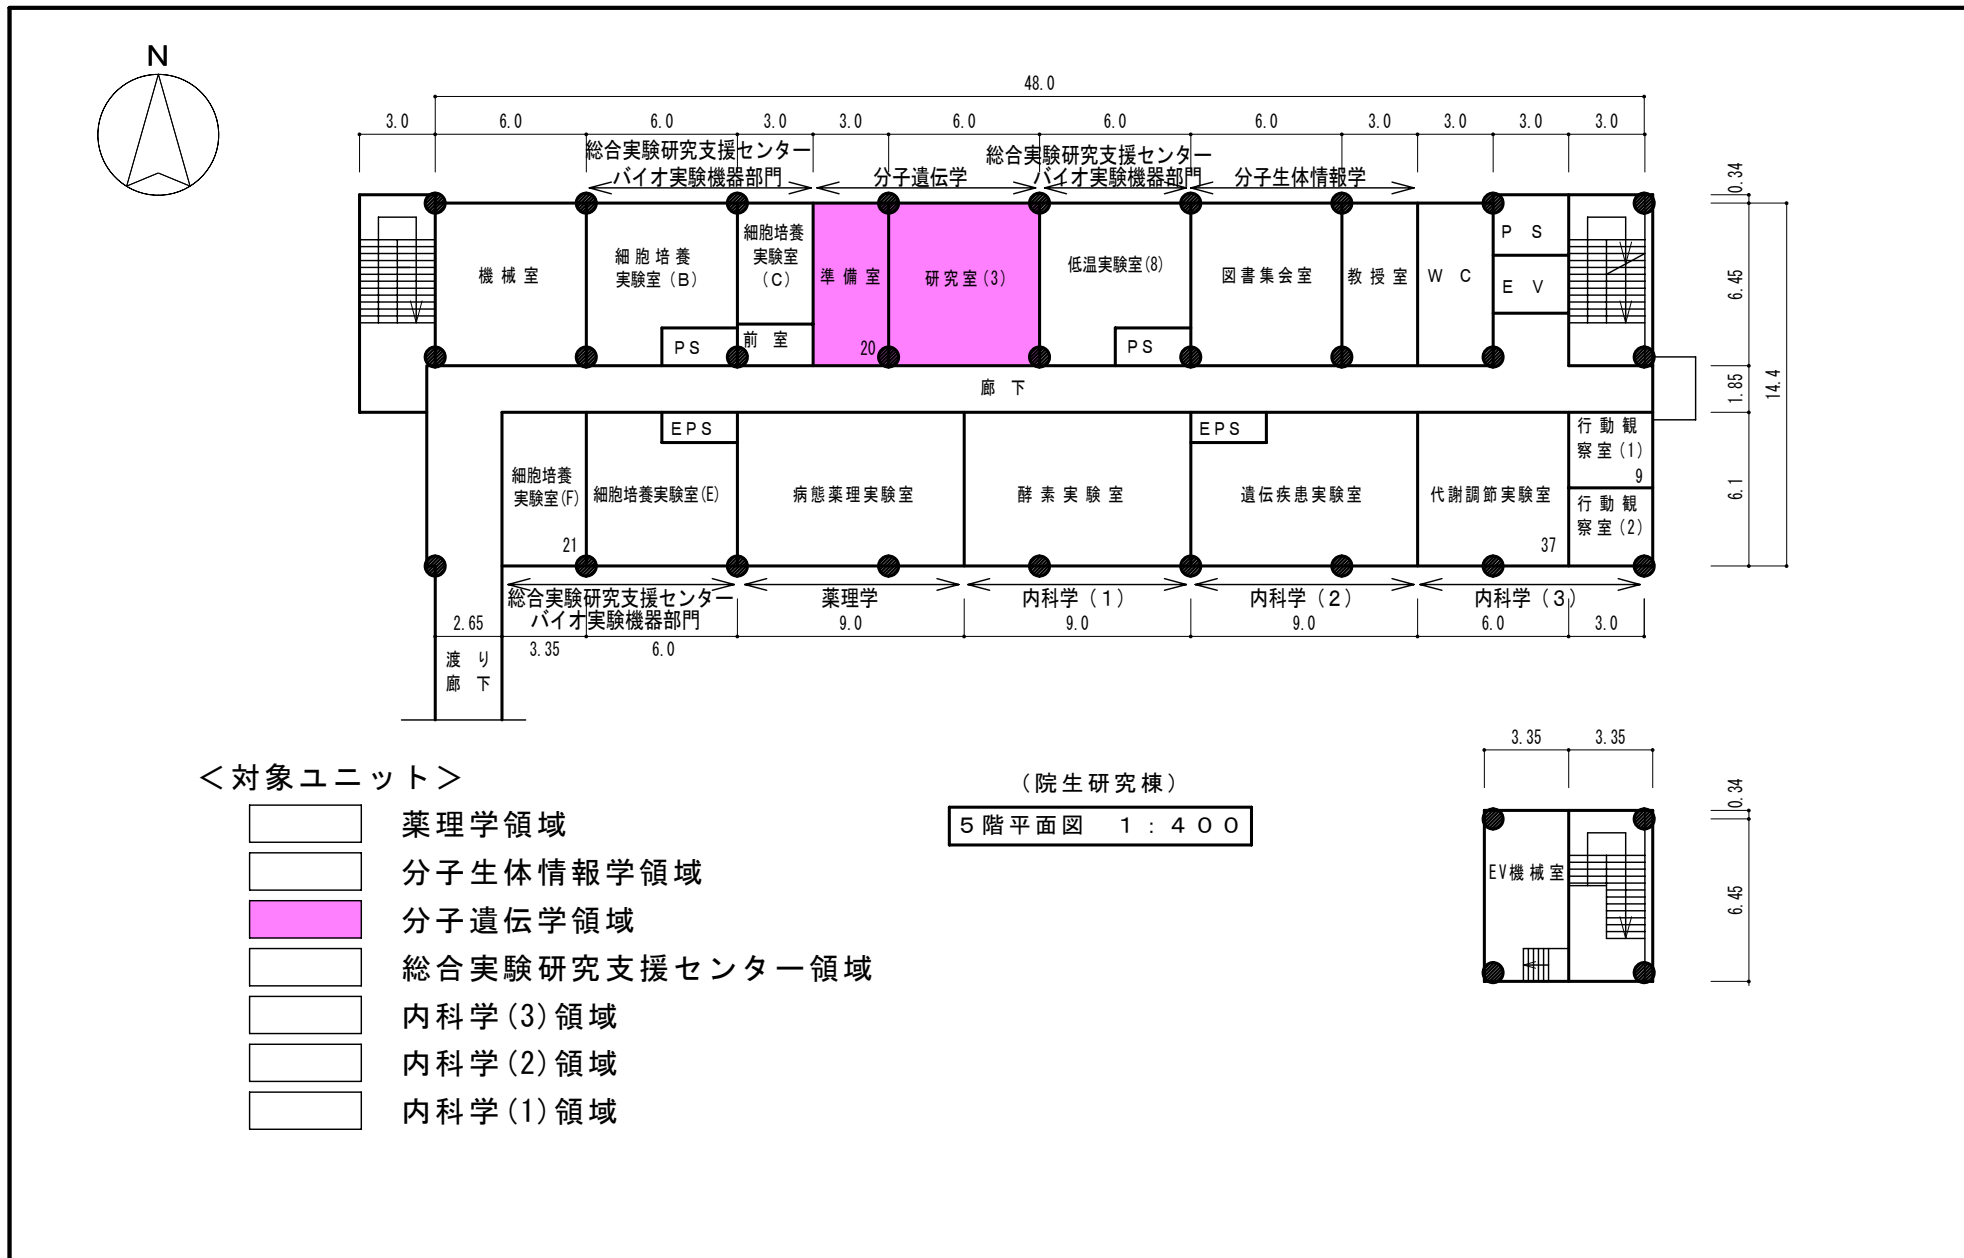 N
48.0
3.0 6.0 6.0 3.0 3.0 6.0 6.0 6.0 3.0 3.0 3.0 3.0
総合実験研究支援センター
バイオ実験機器部門
分子遺伝学
総合実験研究支援センター
バイオ実験機器部門
分子生体情報学
0.34
6.45
1.85
14.4
6.1
機械室
細胞培養
実験室(B)
PS
細胞培養
実験室
(C)
前室
準備室
20
研究室(3)
低温実験室(8)
PS
図書集会室
教授室
WC
PS
EV
廊下
細胞培養
実験室(F)
21
EPS
細胞培養実験室(E)
病態薬理実験室
酵素実験室
EPS
遺伝疾患実験室
代謝調節実験室
37
行動観
察室(1)
9
行動観
察室(2)
総合実験研究支援センター
バイオ実験機器部門
薬理学
内科学(1)
内科学(2)
内科学(3)
2.65 9.0 9.0 9.0 6.0 3.0
3.35 6.0
渡り
廊下
<対象ユニット>
薬理学領域
分子生体情報学領域
分子遺伝学領域
総合実験研究支援センター領域
内科学(3)領域
内科学(2)領域
内科学(1)領域
(院生研究棟)
5階平面図 1:400
3.35 3.35
0.34
6.45
EV機械室